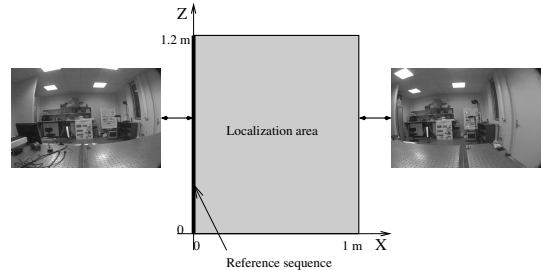 Z
1.2 m
Localization area
0
0
1 m
X
Reference sequence